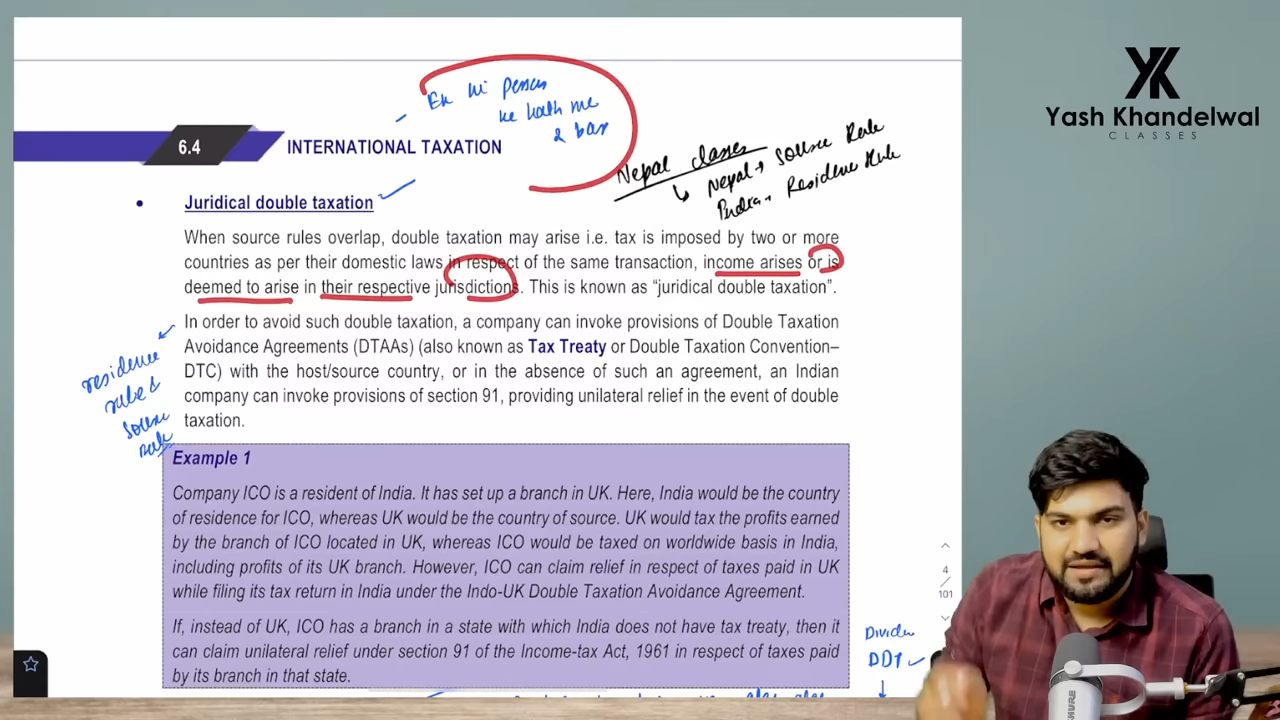 Yash Khandelwal
CLASSES
Ek hi person
ke hath me
2 bar
6.4 INTERNATIONAL TAXATION
Nepal classes
Nepal → Source Rule
India → Residence Rule
• Juridical double taxation
When source rules overlap, double taxation may arise i.e. tax is imposed by two or more
countries as per their domestic laws in respect of the same transaction, income arises or is
deemed to arise in their respective jurisdictions. This is known as “juridical double taxation”.
In order to avoid such double taxation, a company can invoke provisions of Double Taxation
Avoidance Agreements (DTAAs) (also known as Tax Treaty or Double Taxation Convention–
DTC) with the host/source country, or in the absence of such an agreement, an Indian
company can invoke provisions of section 91, providing unilateral relief in the event of double
taxation.
residence
rule &
source
Rule
Example 1
Company ICO is a resident of India. It has set up a branch in UK. Here, India would be the country
of residence for ICO, whereas UK would be the country of source. UK would tax the profits earned
by the branch of ICO located in UK, whereas ICO would be taxed on worldwide basis in India,
including profits of its UK branch. However, ICO can claim relief in respect of taxes paid in UK
while filing its tax return in India under the Indo-UK Double Taxation Avoidance Agreement.
If, instead of UK, ICO has a branch in a state with which India does not have tax treaty, then it
can claim unilateral relief under section 91 of the Income-tax Act, 1961 in respect of taxes paid
by its branch in that state.
4
101
DDT